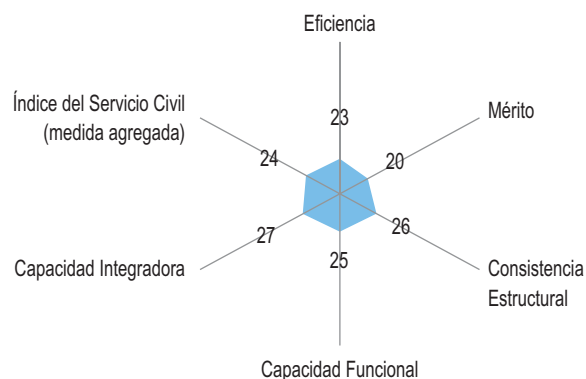 Eficiencia
Índice del Servicio Civil
(medida agregada)
Mérito
23
24
20
27
26
25
Capacidad Integradora
Consistencia
Estructural
Capacidad Funcional